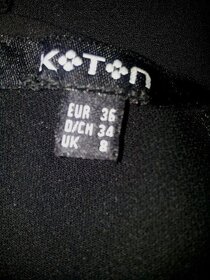 KOTON
EUR 36
D/CH 34
UK 8